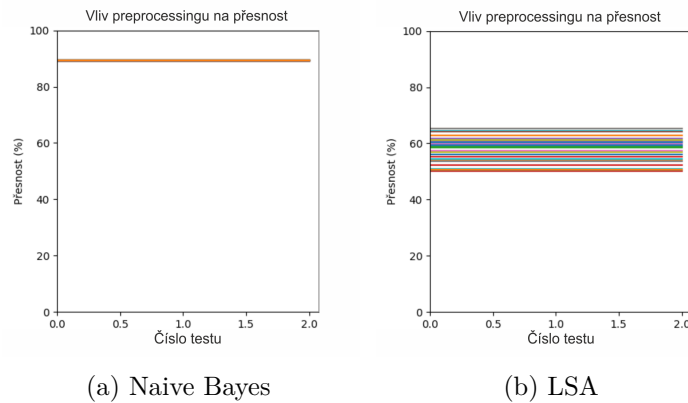 Vliv preprocessingu na přesnost
100
80
60
40
20
0
Přesnost (%)
0.0 0.5 1.0 1.5 2.0
Číslo testu
(a) Naive Bayes
Vliv preprocessingu na přesnost
100
80
60
40
20
0
Přesnost (%)
0.0 0.5 1.0 1.5 2.0
Číslo testu
(b) LSA